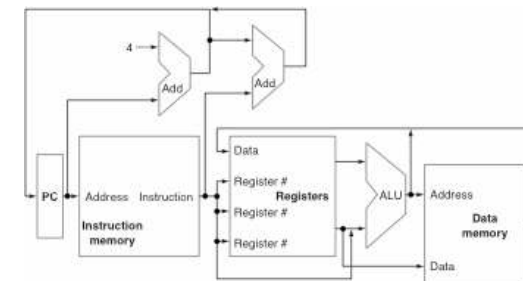 4
Add
Add
Data
Register #
PC
Address
Instruction
Registers
ALU
Address
Instruction
memory
Register #
Data
memory
Register #
Data